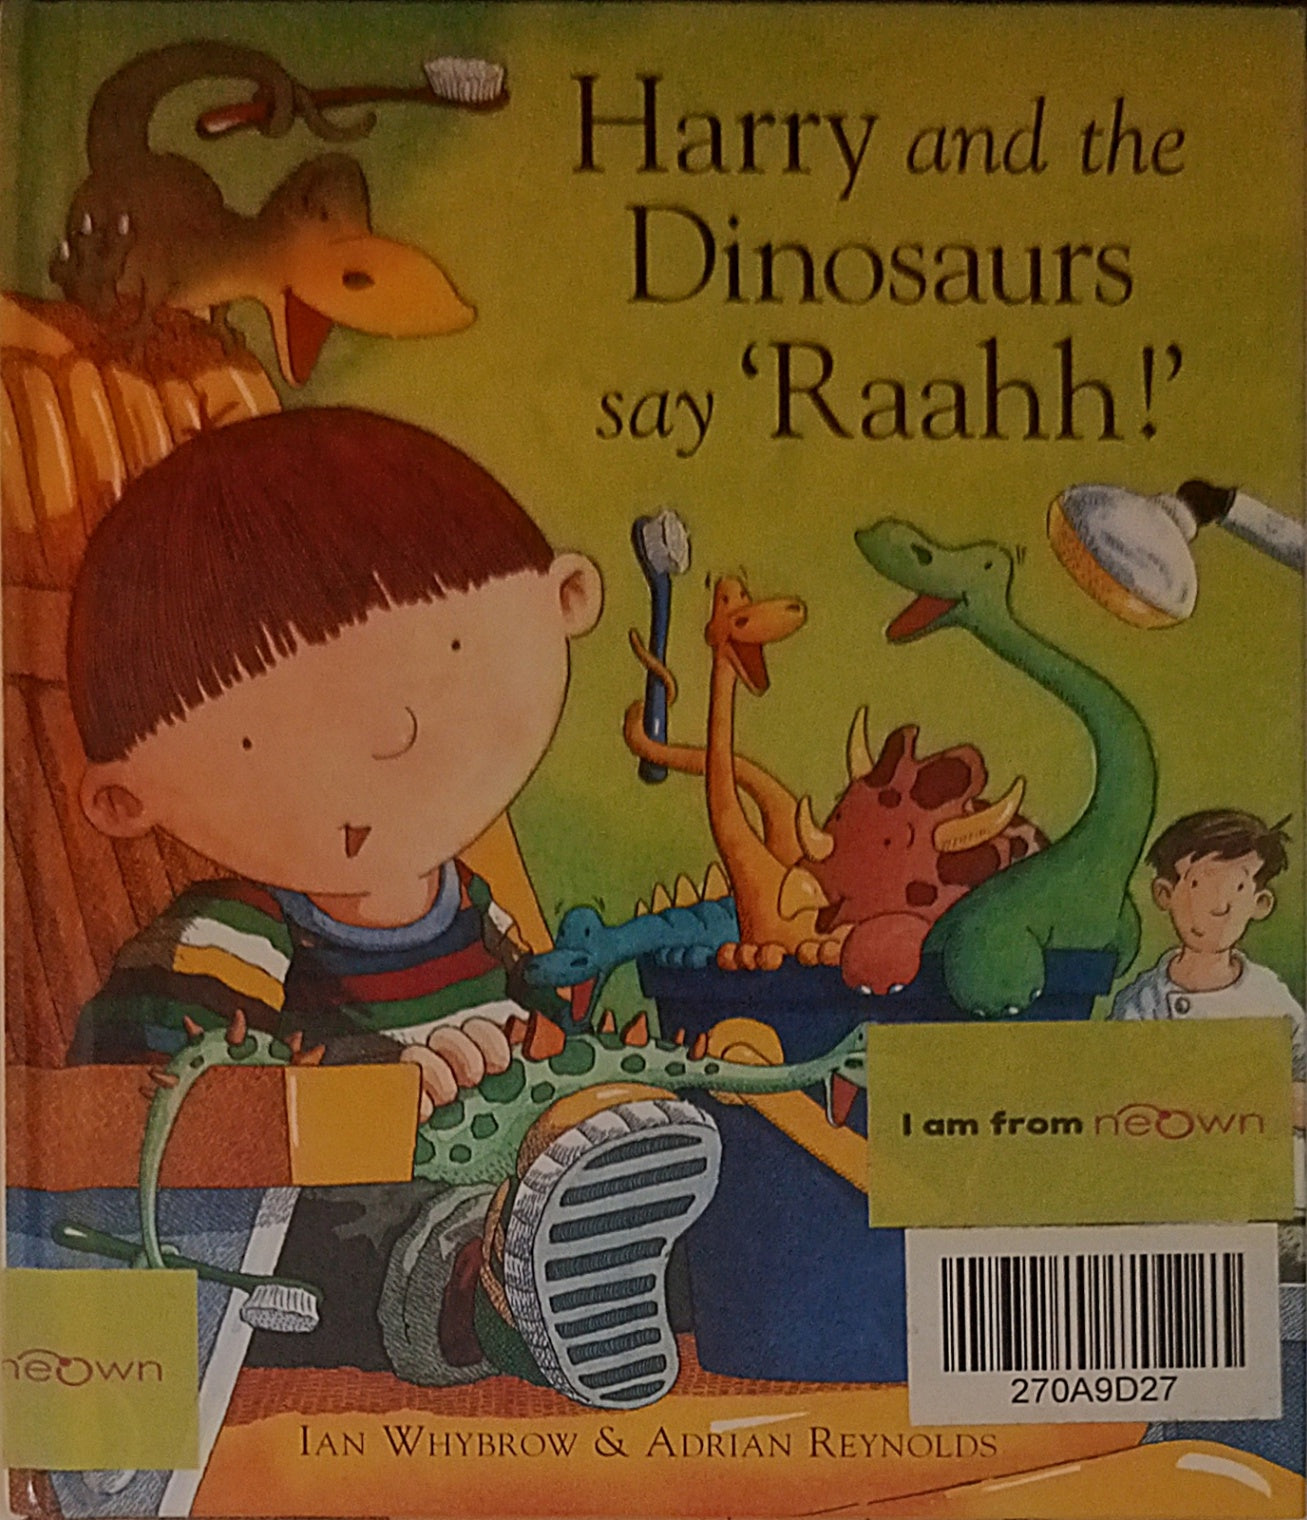 Harry and the
Dinosaurs
say ‘Raahh!’
I am from neown
270A9D27
neown
IAN WHYBROW & ADRIAN REYNOLDS